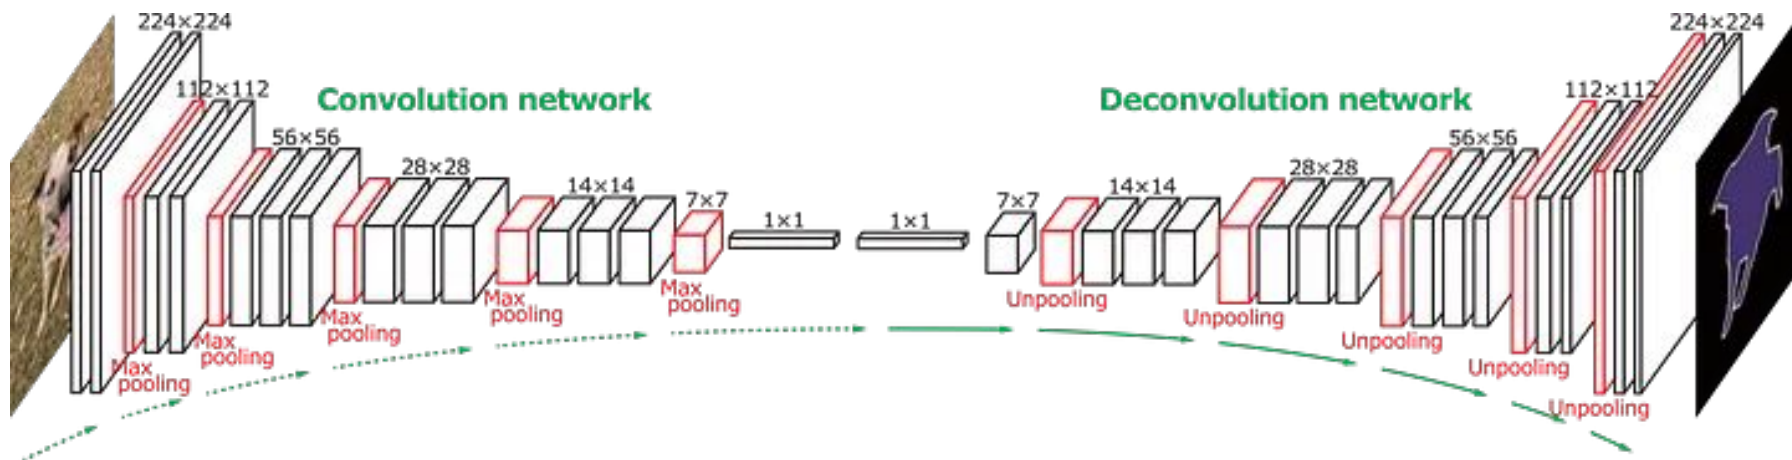 224×224
112×112
Convolution network
56×56
28×28
14×14
7×7
1×1
1×1
Deconvolution network
7×7
14×14
28×28
56×56
112×112
224×224
Max
pooling
Max
pooling
Max
pooling
Max
pooling
Max
pooling
Unpooling
Unpooling
Unpooling
Unpooling
Unpooling